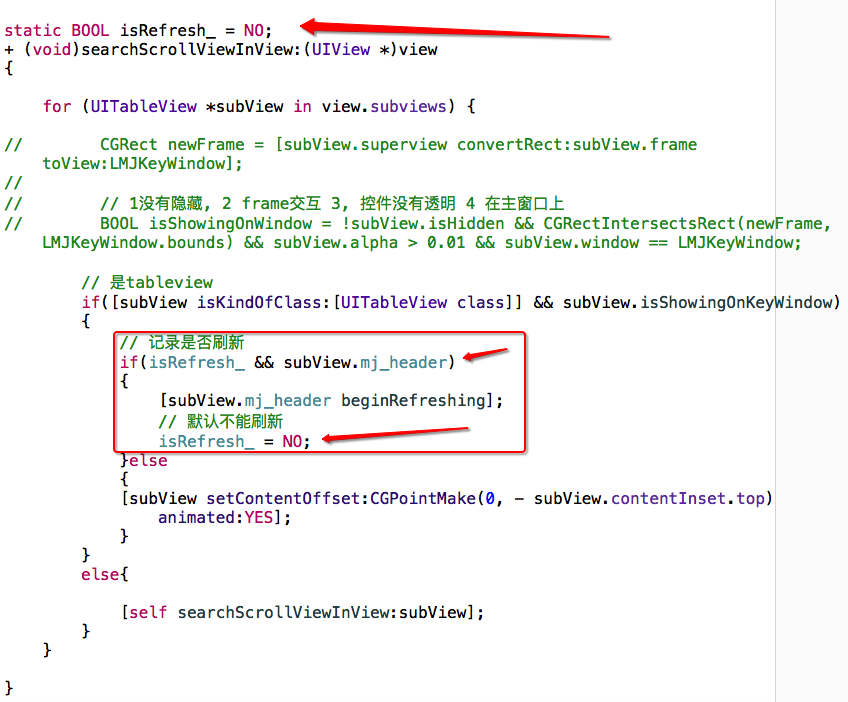 static BOOL isRefresh_ = NO;
+ (void)searchScrollViewInView:(UIView *)view
{
for (UITableView *subView in view.subviews) {
// CGRect newFrame = [subView.superview convertRect:subView.frame
toView:LMJKeyWindow];
//
// // 1没有隐藏, 2 frame交互 3, 控件没有透明 4 在主窗口上
// BOOL isShowingOnWindow = !subView.isHidden && CGRectIntersectsRect(newFrame,
LMJKeyWindow.bounds) && subView.alpha > 0.01 && subView.window == LMJKeyWindow;
// 是tableview
if([subView isKindOfClass:[UITableView class]] && subView.isShowingOnKeyWindow)
{
// 记录是否刷新
if(isRefresh_ && subView.mj_header)
{
[subView.mj_header beginRefreshing];
// 默认不能刷新
isRefresh_ = NO;
}else
{
[subView setContentOffset:CGPointMake(0, - subView.contentInset.top)
animated:YES];
}
}
else{
[self searchScrollViewInView:subView];
}
}
}